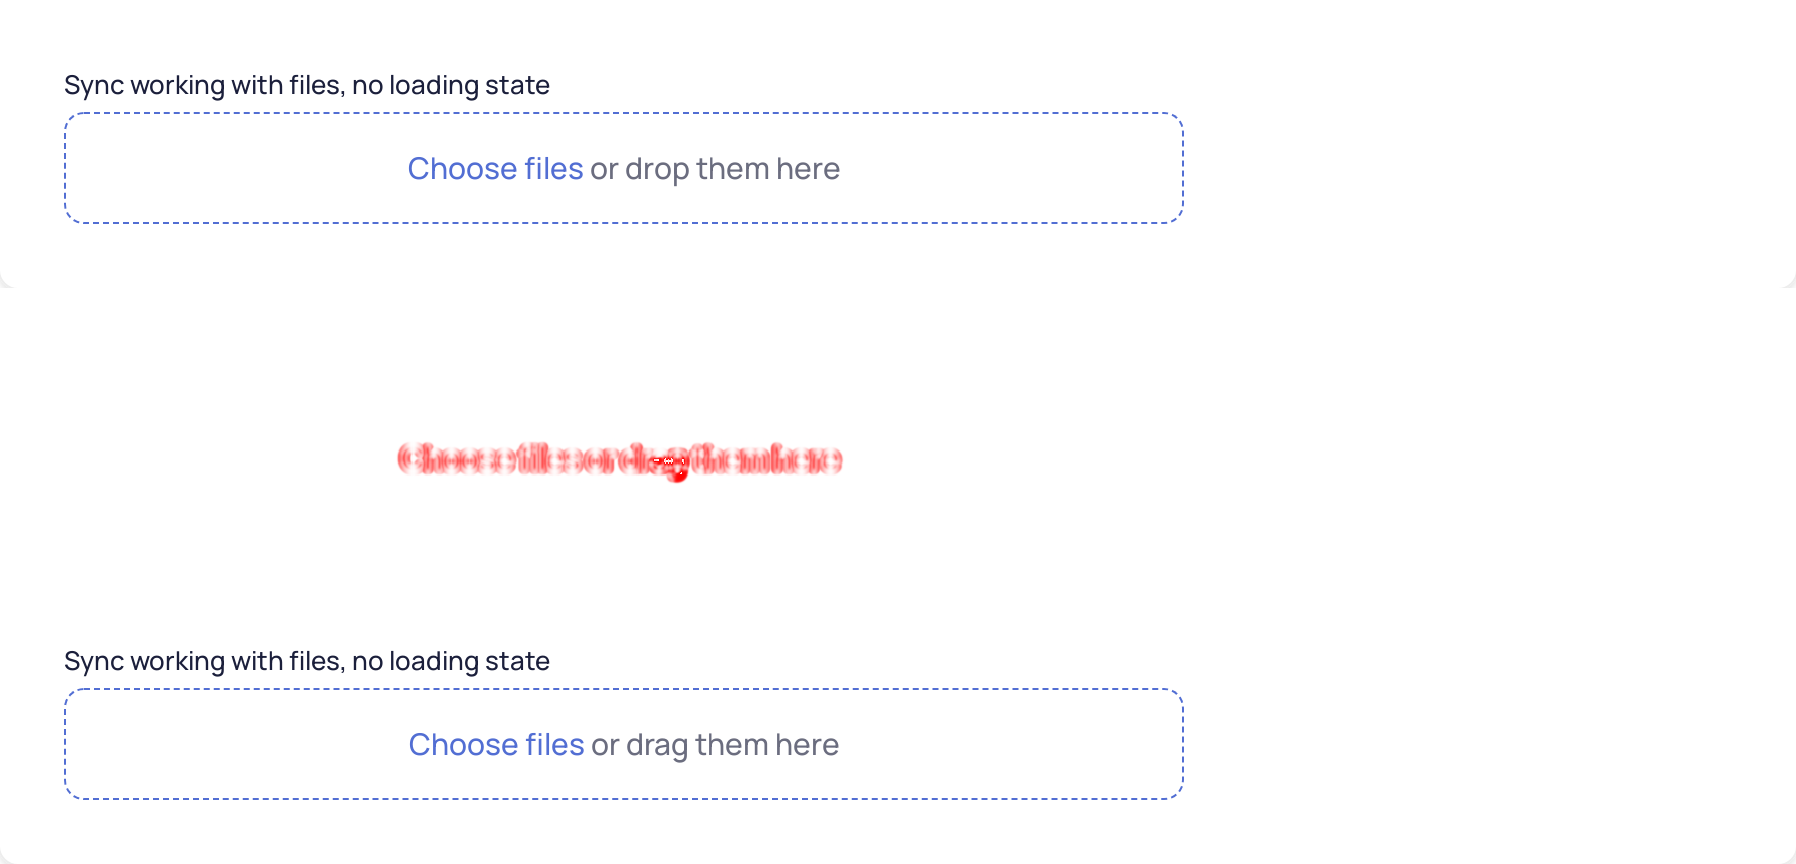 Sync working with files, no loading state
Choose files or drop them here
Sync working with files, no loading state
Choose files or drag them here